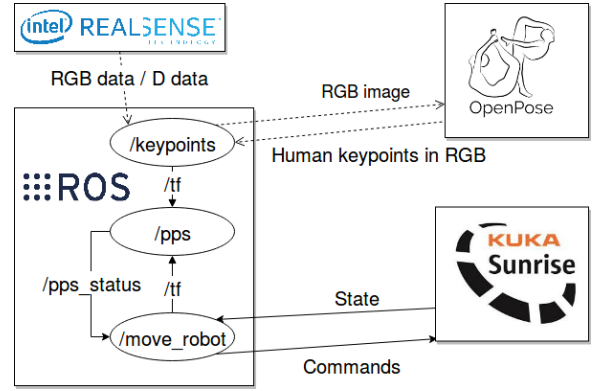 intel REALSENSE
TECHNOLOGY
RGB data / D data
RGB image
OpenPose
/keypoints
Human keypoints in RGB
/tf
ROS
/pps
KUKA
Sunrise
/pps_status
/tf
State
/move_robot
Commands